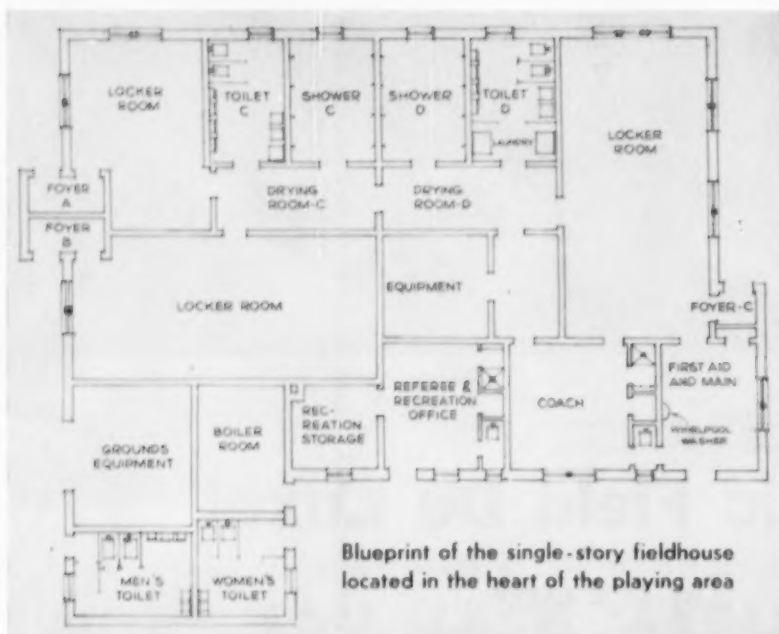 LOCKER
ROOM
TOILET
C
SHOWER
C
SHOWER
D
TOILET
D
LAUNDRY
LOCKER
ROOM
FOYER
A
DRYING
ROOM-C
DRYING
ROOM-D
FOYER
B
LOCKER ROOM
EQUIPMENT
FOYER-C
GROUNDS
EQUIPMENT
BOILER
ROOM
REC-
REATION
STORAGE
REFEREE &
RECREATION
OFFICE
COACH
FIRST AID
AND MAIN
WHIRLPOOL
WASHER
MEN'S
TOILET
WOMEN'S
TOILET
Blueprint of the single-story fieldhouse
located in the heart of the playing area